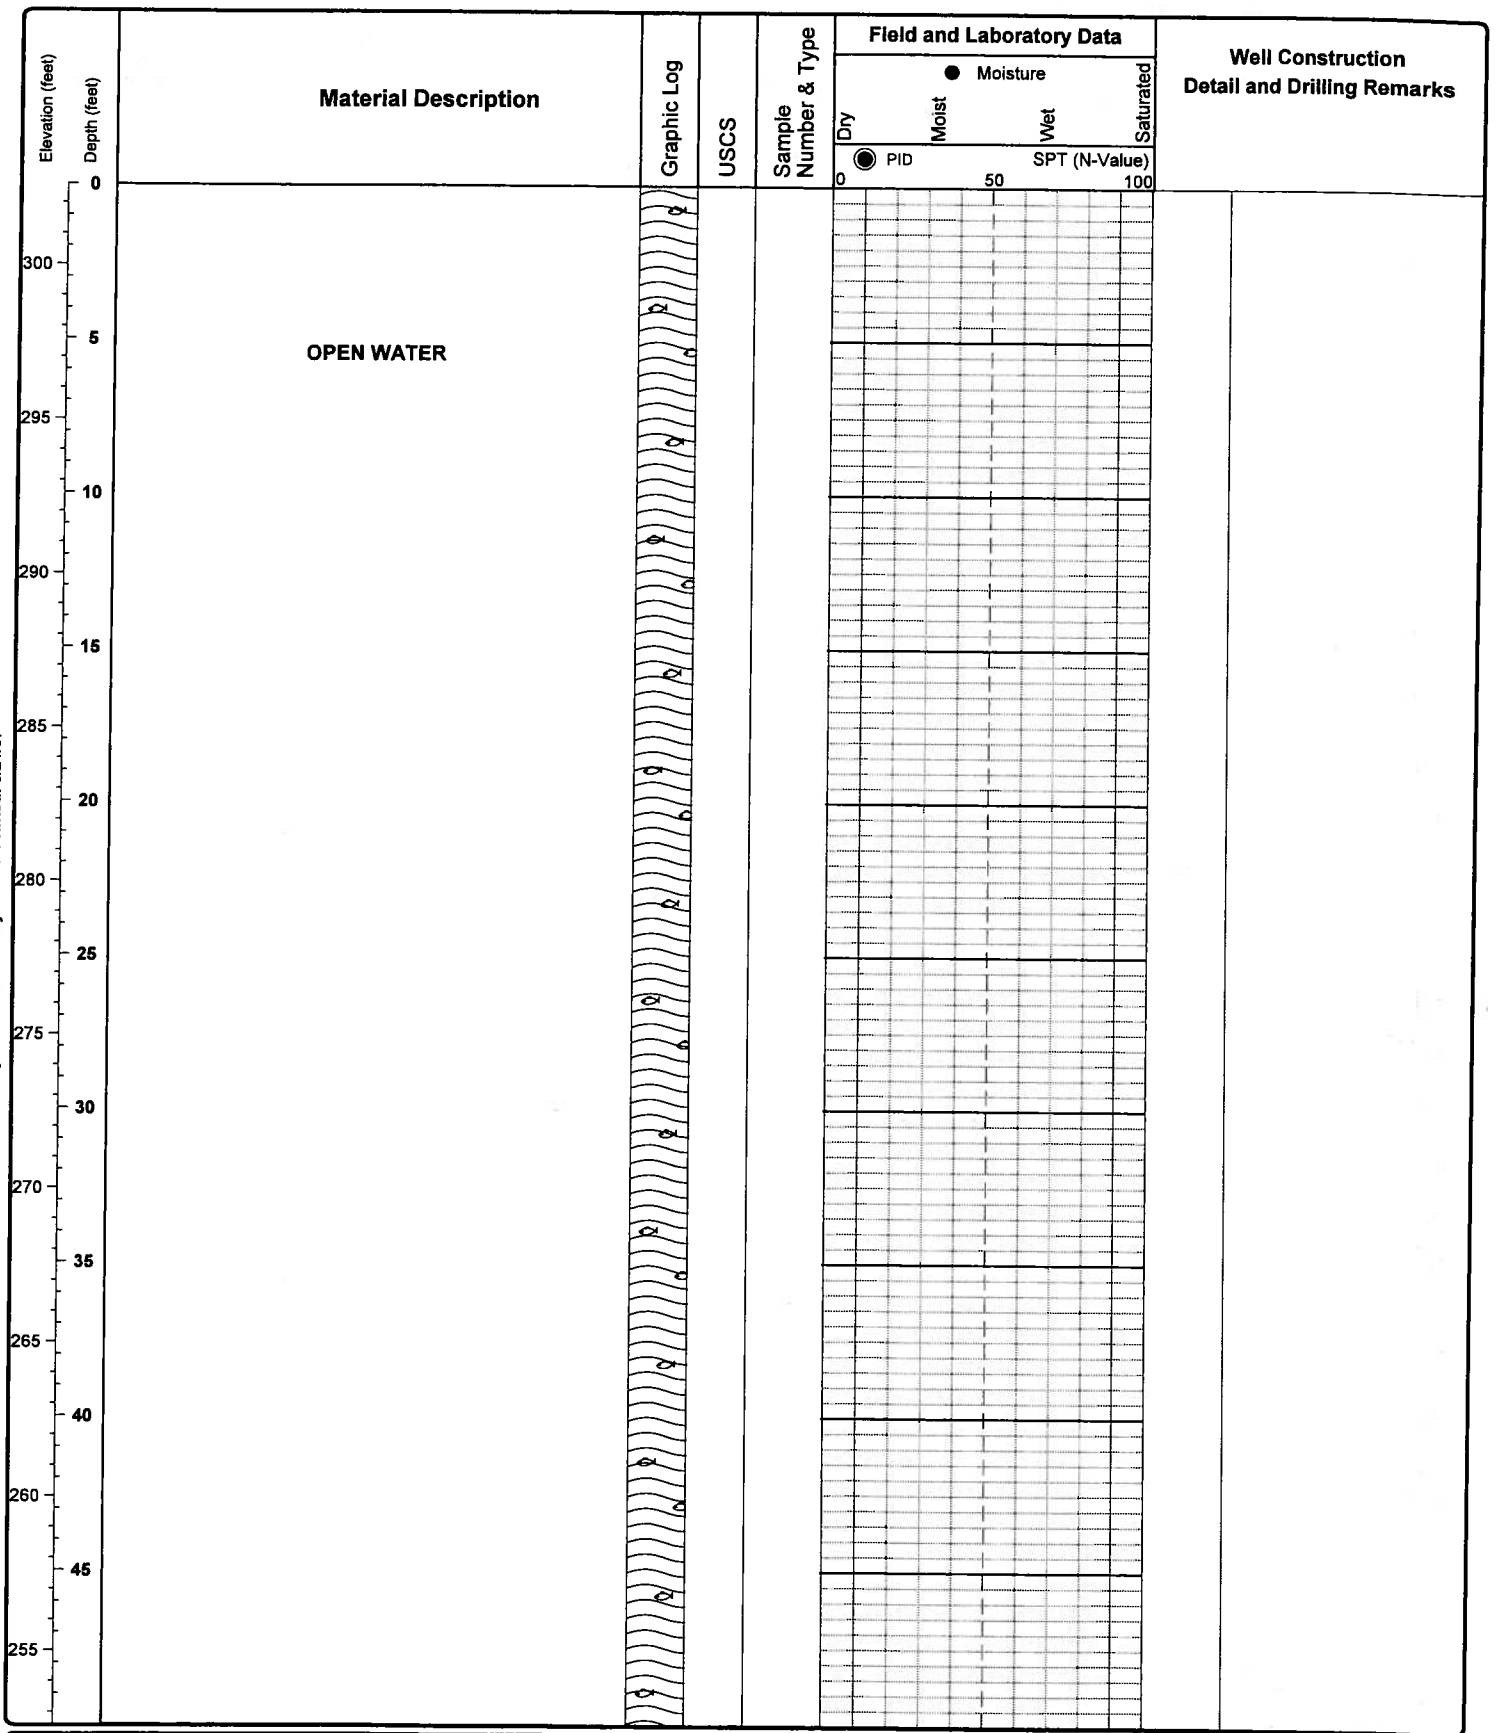 Elevation (feet)
Depth (feet)
Material Description
Graphic Log
USCS
Sample
Number & Type
Field and Laboratory Data
● Moisture
Dry
Moist
Wet
Saturated
PID
SPT (N-Value)
0 50 100
Well Construction
Detail and Drilling Remarks
0
300
5
OPEN WATER
295
10
290
15
285
20
280
25
275
30
270
35
265
40
260
45
255